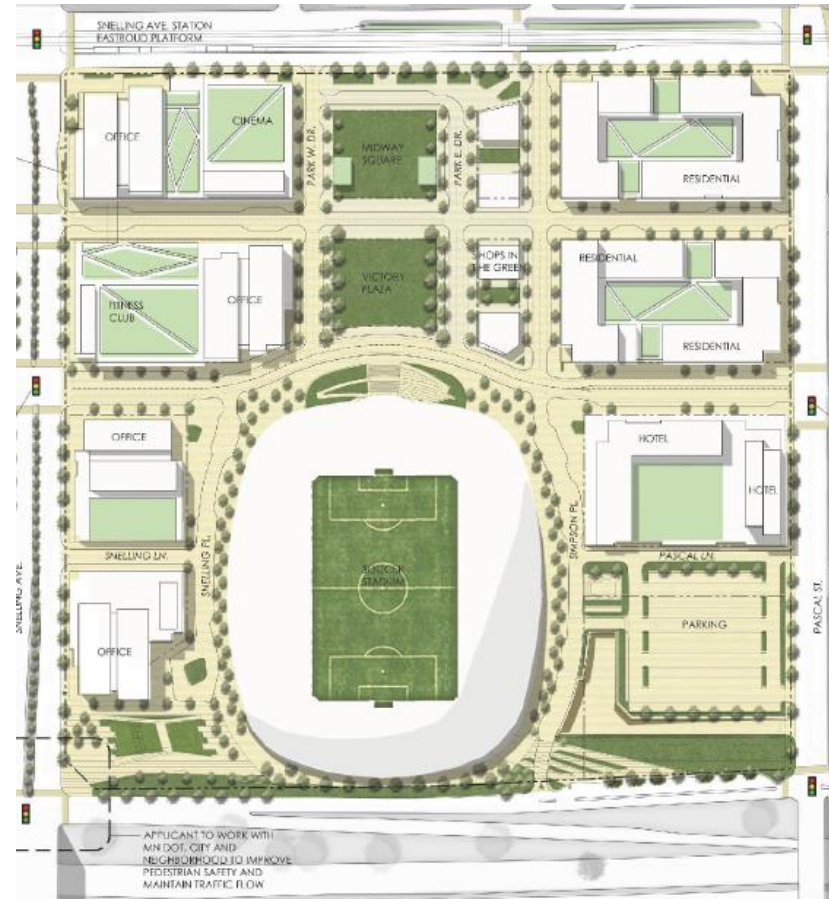 SNELLING AVE. STATION
EASTBOUD PLATFORM
OFFICE
CINEMA
PARK W. DR.
MIDWAY
SQUARE
PARK E. DR.
RESIDENTIAL
FITNESS
CLUB
OFFICE
VICTORY
PLAZA
SHOPS IN
THE GREEN
RESIDENTIAL
RESIDENTIAL
OFFICE
HOTEL
HOTEL
SNELLING LN.
SNELLING PL.
SOCCER
STADIUM
SIMPSON PL.
PASCAL LN.
SNELLING AVE.
OFFICE
PARKING
PASCAL ST.
APPLICANT TO WORK WITH
MN DOT, CITY AND
NEIGHBORHOOD TO IMPROVE
PEDESTRIAN SAFETY AND
MAINTAIN TRAFFIC FLOW